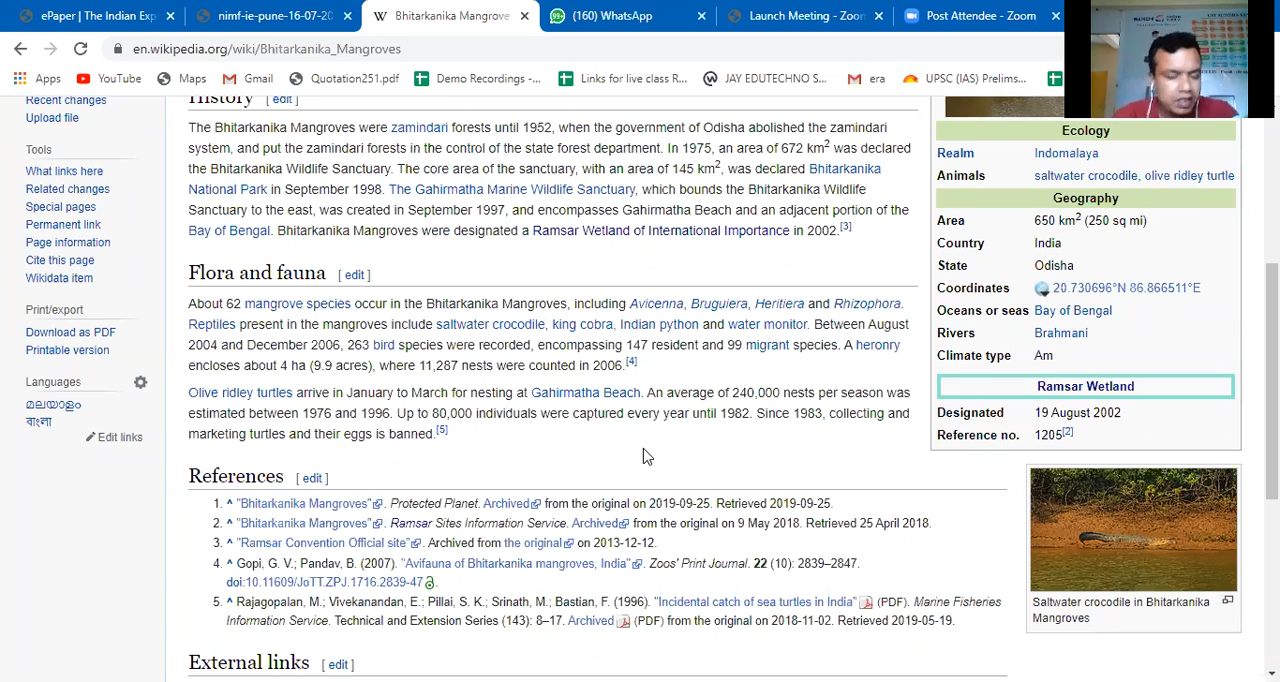 ePaper | The Indian Exp
nimf-ie-pune-16-07-20
Bhitarkanika Mangrove
99+ (160) WhatsApp
Launch Meeting - Zoom
Post Attendee - Zoom
en.wikipedia.org/wiki/Bhitarkanika_Mangroves
Apps YouTube Maps Gmail Quotation251.pdf Demo Recordings -... Links for live class R... JAY EDUTECHNO S... era UPSC (IAS) Prelims...
Recent changes
Upload file
Tools
What links here
Related changes
Special pages
Permanent link
Page information
Cite this page
Wikidata item
Print/export
Download as PDF
Printable version
Languages
മലയാളം
বাংলা
Edit links
History [ edit ]
The Bhitarkanika Mangroves were zamindari forests until 1952, when the government of Odisha abolished the zamindari
system, and put the zamindari forests in the control of the state forest department. In 1975, an area of 672 km² was declared
the Bhitarkanika Wildlife Sanctuary. The core area of the sanctuary, with an area of 145 km², was declared Bhitarkanika
National Park in September 1998. The Gahirmatha Marine Wildlife Sanctuary, which bounds the Bhitarkanika Wildlife
Sanctuary to the east, was created in September 1997, and encompasses Gahirmatha Beach and an adjacent portion of the
Bay of Bengal. Bhitarkanika Mangroves were designated a Ramsar Wetland of International Importance in 2002.[3]
Flora and fauna [ edit ]
About 62 mangrove species occur in the Bhitarkanika Mangroves, including Avicenna, Bruguiera, Heritiera and Rhizophora.
Reptiles present in the mangroves include saltwater crocodile, king cobra, Indian python and water monitor. Between August
2004 and December 2006, 263 bird species were recorded, encompassing 147 resident and 99 migrant species. A heronry
encloses about 4 ha (9.9 acres), where 11,287 nests were counted in 2006.[4]
Olive ridley turtles arrive in January to March for nesting at Gahirmatha Beach. An average of 240,000 nests per season was
estimated between 1976 and 1996. Up to 80,000 individuals were captured every year until 1982. Since 1983, collecting and
marketing turtles and their eggs is banned.[5]
References [ edit ]
1. ^ "Bhitarkanika Mangroves". Protected Planet. Archived from the original on 2019-09-25. Retrieved 2019-09-25.
2. ^ "Bhitarkanika Mangroves". Ramsar Sites Information Service. Archived from the original on 9 May 2018. Retrieved 25 April 2018.
3. ^ "Ramsar Convention Official site". Archived from the original on 2013-12-12.
4. ^ Gopi, G. V.; Pandav, B. (2007). "Avifauna of Bhitarkanika mangroves, India". Zoos' Print Journal. 22 (10): 2839–2847.
doi:10.11609/JoTT.ZPJ.1716.2839-47.
5. ^ Rajagopalan, M.; Vivekanandan, E.; Pillai, S. K.; Srinath, M.; Bastian, F. (1996). "Incidental catch of sea turtles in India" (PDF). Marine Fisheries
Information Service. Technical and Extension Series (143): 8–17. Archived (PDF) from the original on 2018-11-02. Retrieved 2019-05-19.
External links [ edit ]
Ecology
Realm Indomalaya
Animals saltwater crocodile, olive ridley turtle
Geography
Area 650 km² (250 sq mi)
Country India
State Odisha
Coordinates 20.730696°N 86.866511°E
Oceans or seas Bay of Bengal
Rivers Brahmani
Climate type Am
Ramsar Wetland
Designated 19 August 2002
Reference no. 1205[2]
Saltwater crocodile in Bhitarkanika
Mangroves